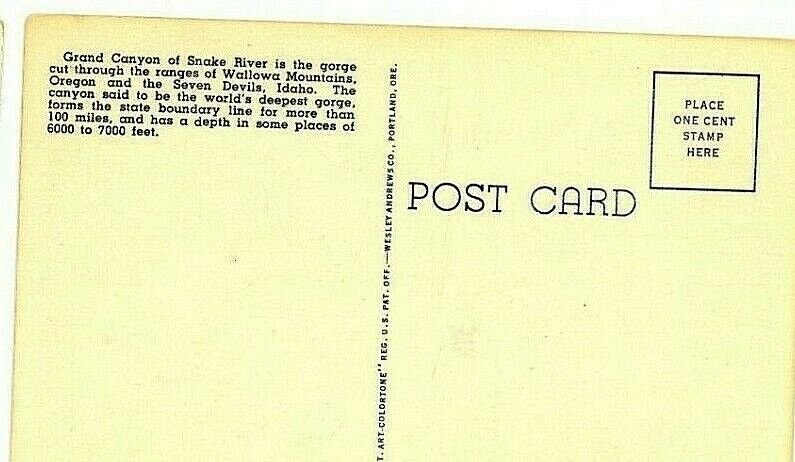 Grand Canyon of Snake River is the gorge
cut through the ranges of Wallowa Mountains,
Oregon and the Seven Devils, Idaho. The
canyon said to be the world's deepest gorge,
forms the state boundary line for more than
100 miles, and has a depth in some places of
6000 to 7000 feet.
T. ART-COLORTONE" REG. U.S. PAT. OFF.—WESLEY ANDREWS CO., PORTLAND, ORE.
POST CARD
PLACE
ONE CENT
STAMP
HERE